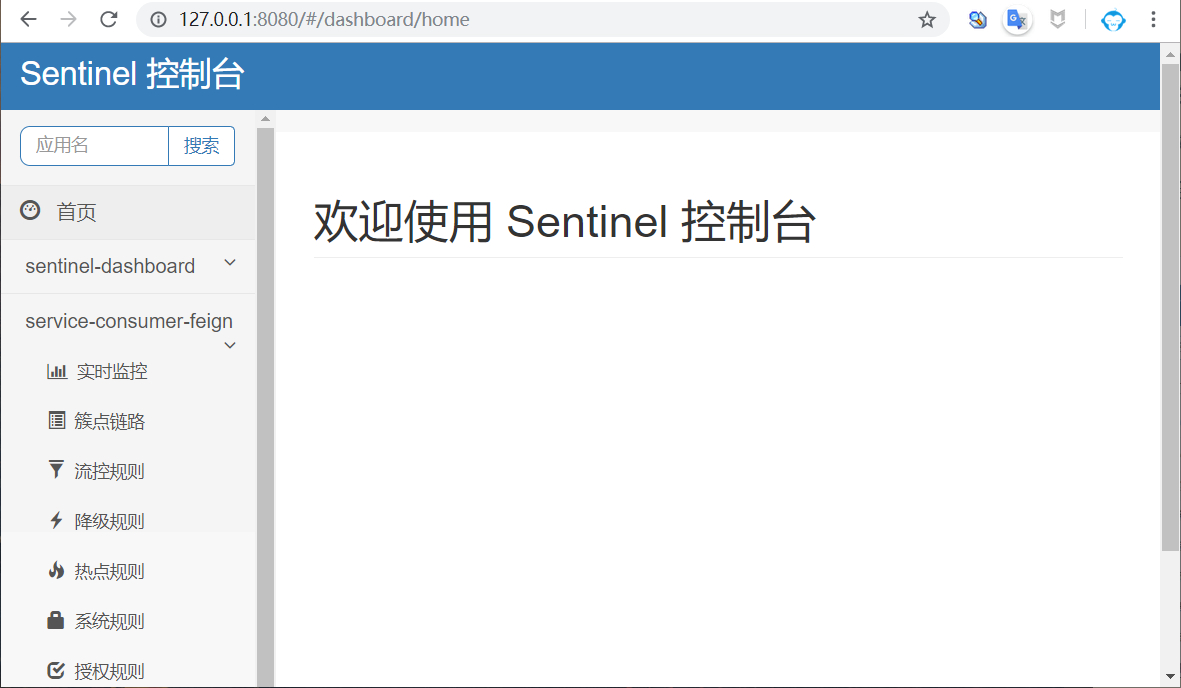 127.0.0.1:8080/#/dashboard/home
Sentinel 控制台
应用名 搜索
首页
欢迎使用 Sentinel 控制台
sentinel-dashboard
service-consumer-feign
实时监控
簇点链路
流控规则
降级规则
热点规则
系统规则
授权规则